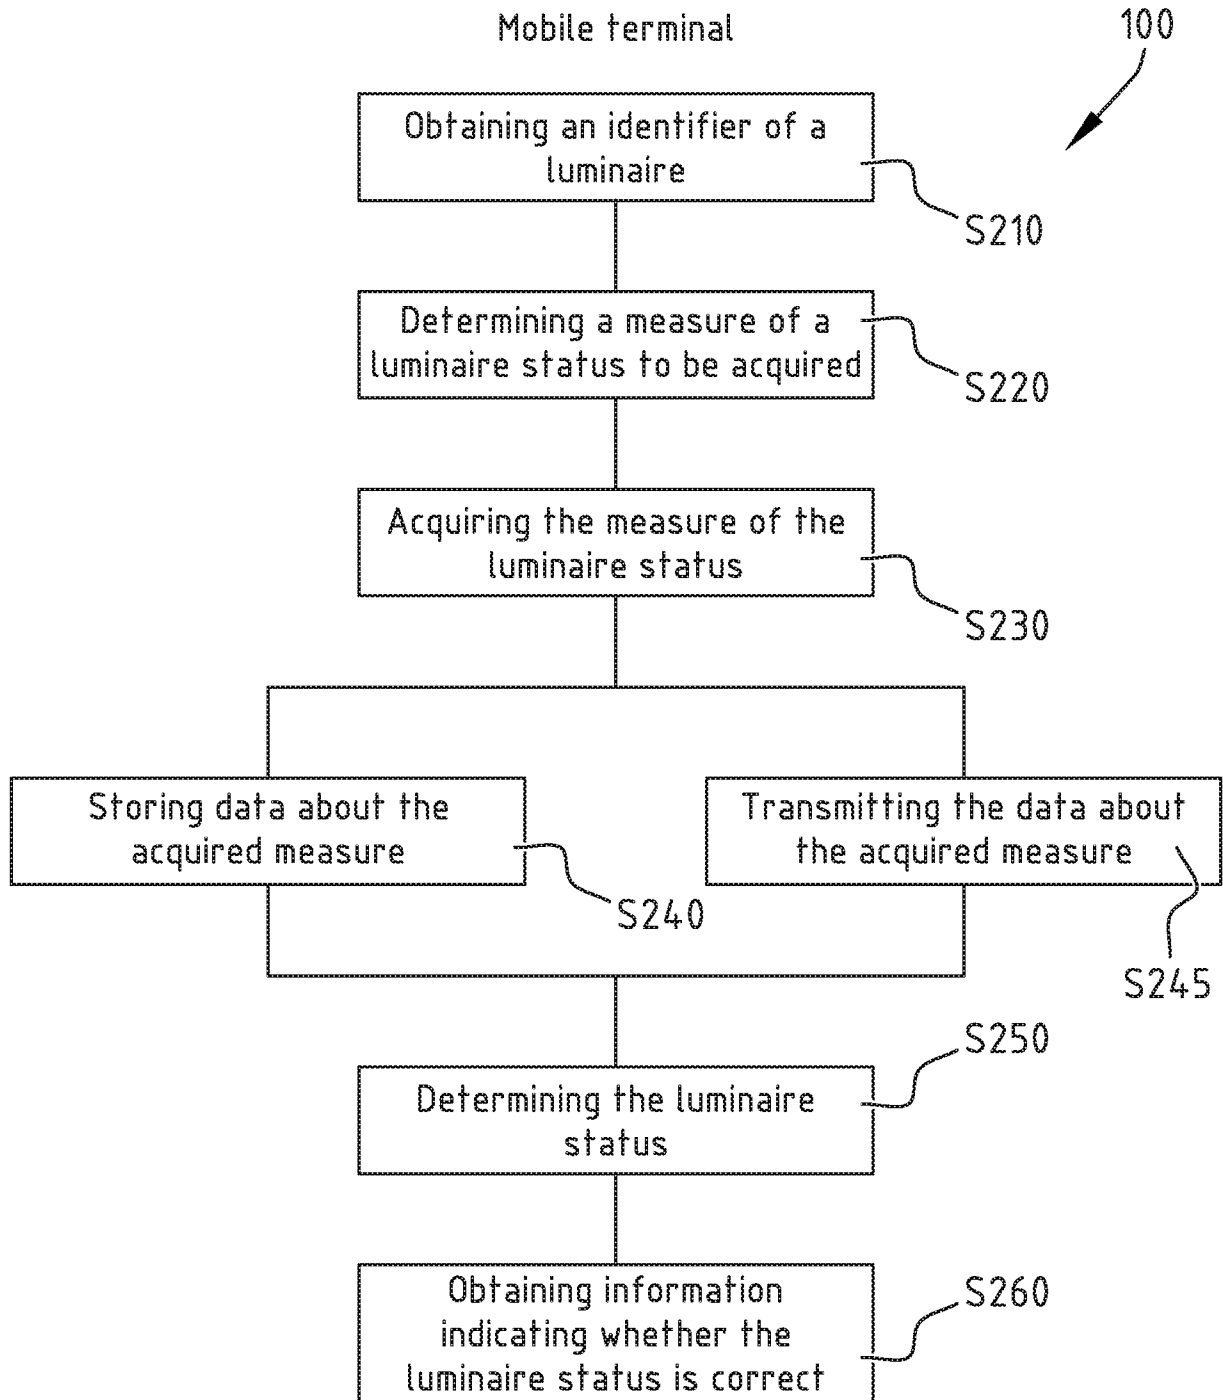 Mobile terminal
100
Obtaining an identifier of a
luminaire
S210
Determining a measure of a
luminaire status to be acquired
S220
Acquiring the measure of the
luminaire status
S230
Storing data about the
acquired measure
S240
Transmitting the data about
the acquired measure
S245
S250
Determining the luminaire
status
S260
Obtaining information
indicating whether the
luminaire status is correct